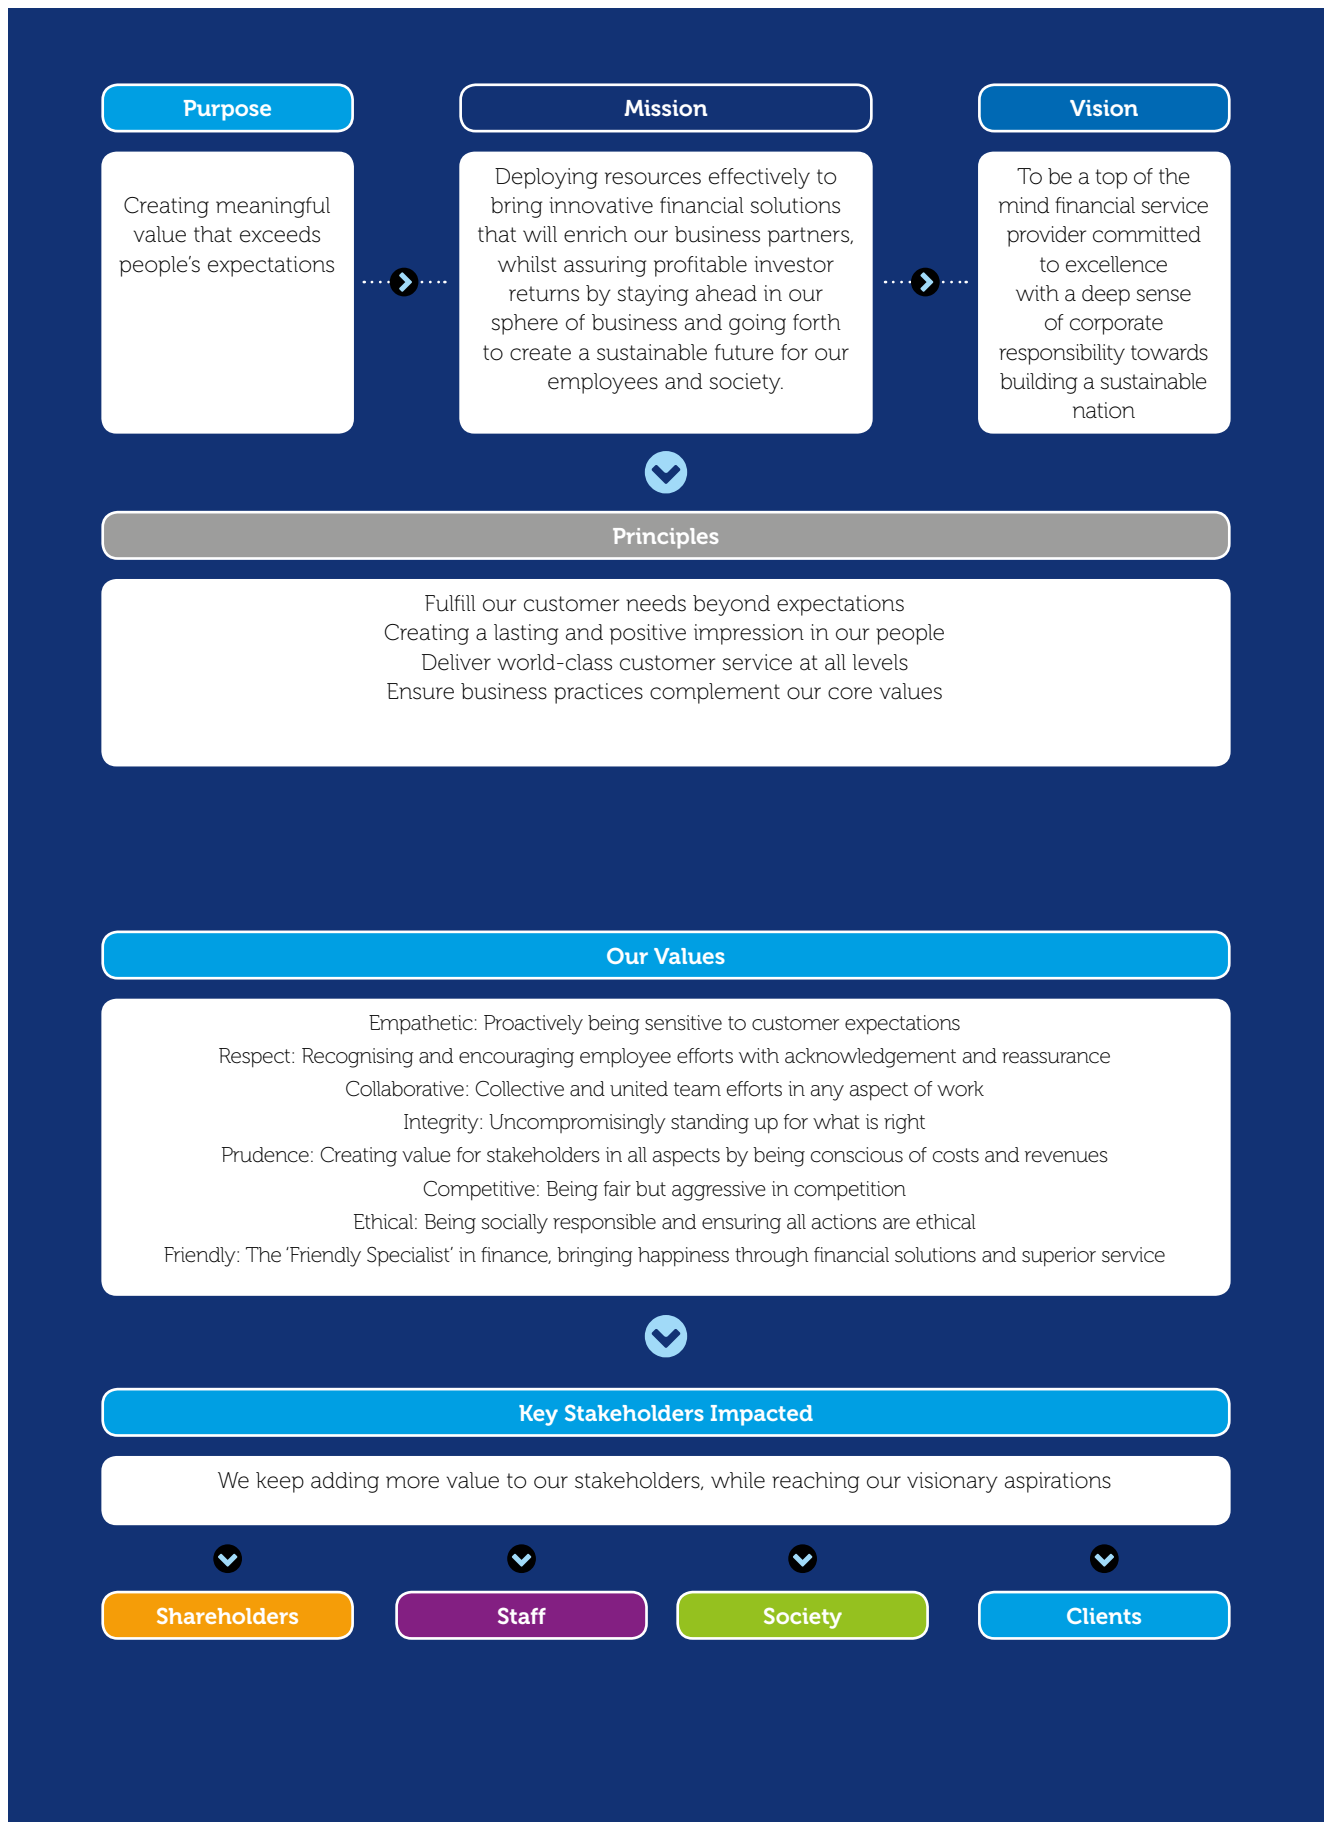 Purpose
Creating meaningful
value that exceeds
people's expectations
Mission
Deploying resources effectively to
bring innovative financial solutions
that will enrich our business partners,
whilst assuring profitable investor
returns by staying ahead in our
sphere of business and going forth
to create a sustainable future for our
employees and society.
Vision
To be a top of the
mind financial service
provider committed
to excellence
with a deep sense
of corporate
responsibility towards
building a sustainable
nation
Principles
Fulfill our customer needs beyond expectations
Creating a lasting and positive impression in our people
Deliver world-class customer service at all levels
Ensure business practices complement our core values
Our Values
Empathetic: Proactively being sensitive to customer expectations
Respect: Recognising and encouraging employee efforts with acknowledgement and reassurance
Collaborative: Collective and united team efforts in any aspect of work
Integrity: Uncompromisingly standing up for what is right
Prudence: Creating value for stakeholders in all aspects by being conscious of costs and revenues
Competitive: Being fair but aggressive in competition
Ethical: Being socially responsible and ensuring all actions are ethical
Friendly: The ‘Friendly Specialist’ in finance, bringing happiness through financial solutions and superior service
Key Stakeholders Impacted
We keep adding more value to our stakeholders, while reaching our visionary aspirations
Shareholders
Staff
Society
Clients